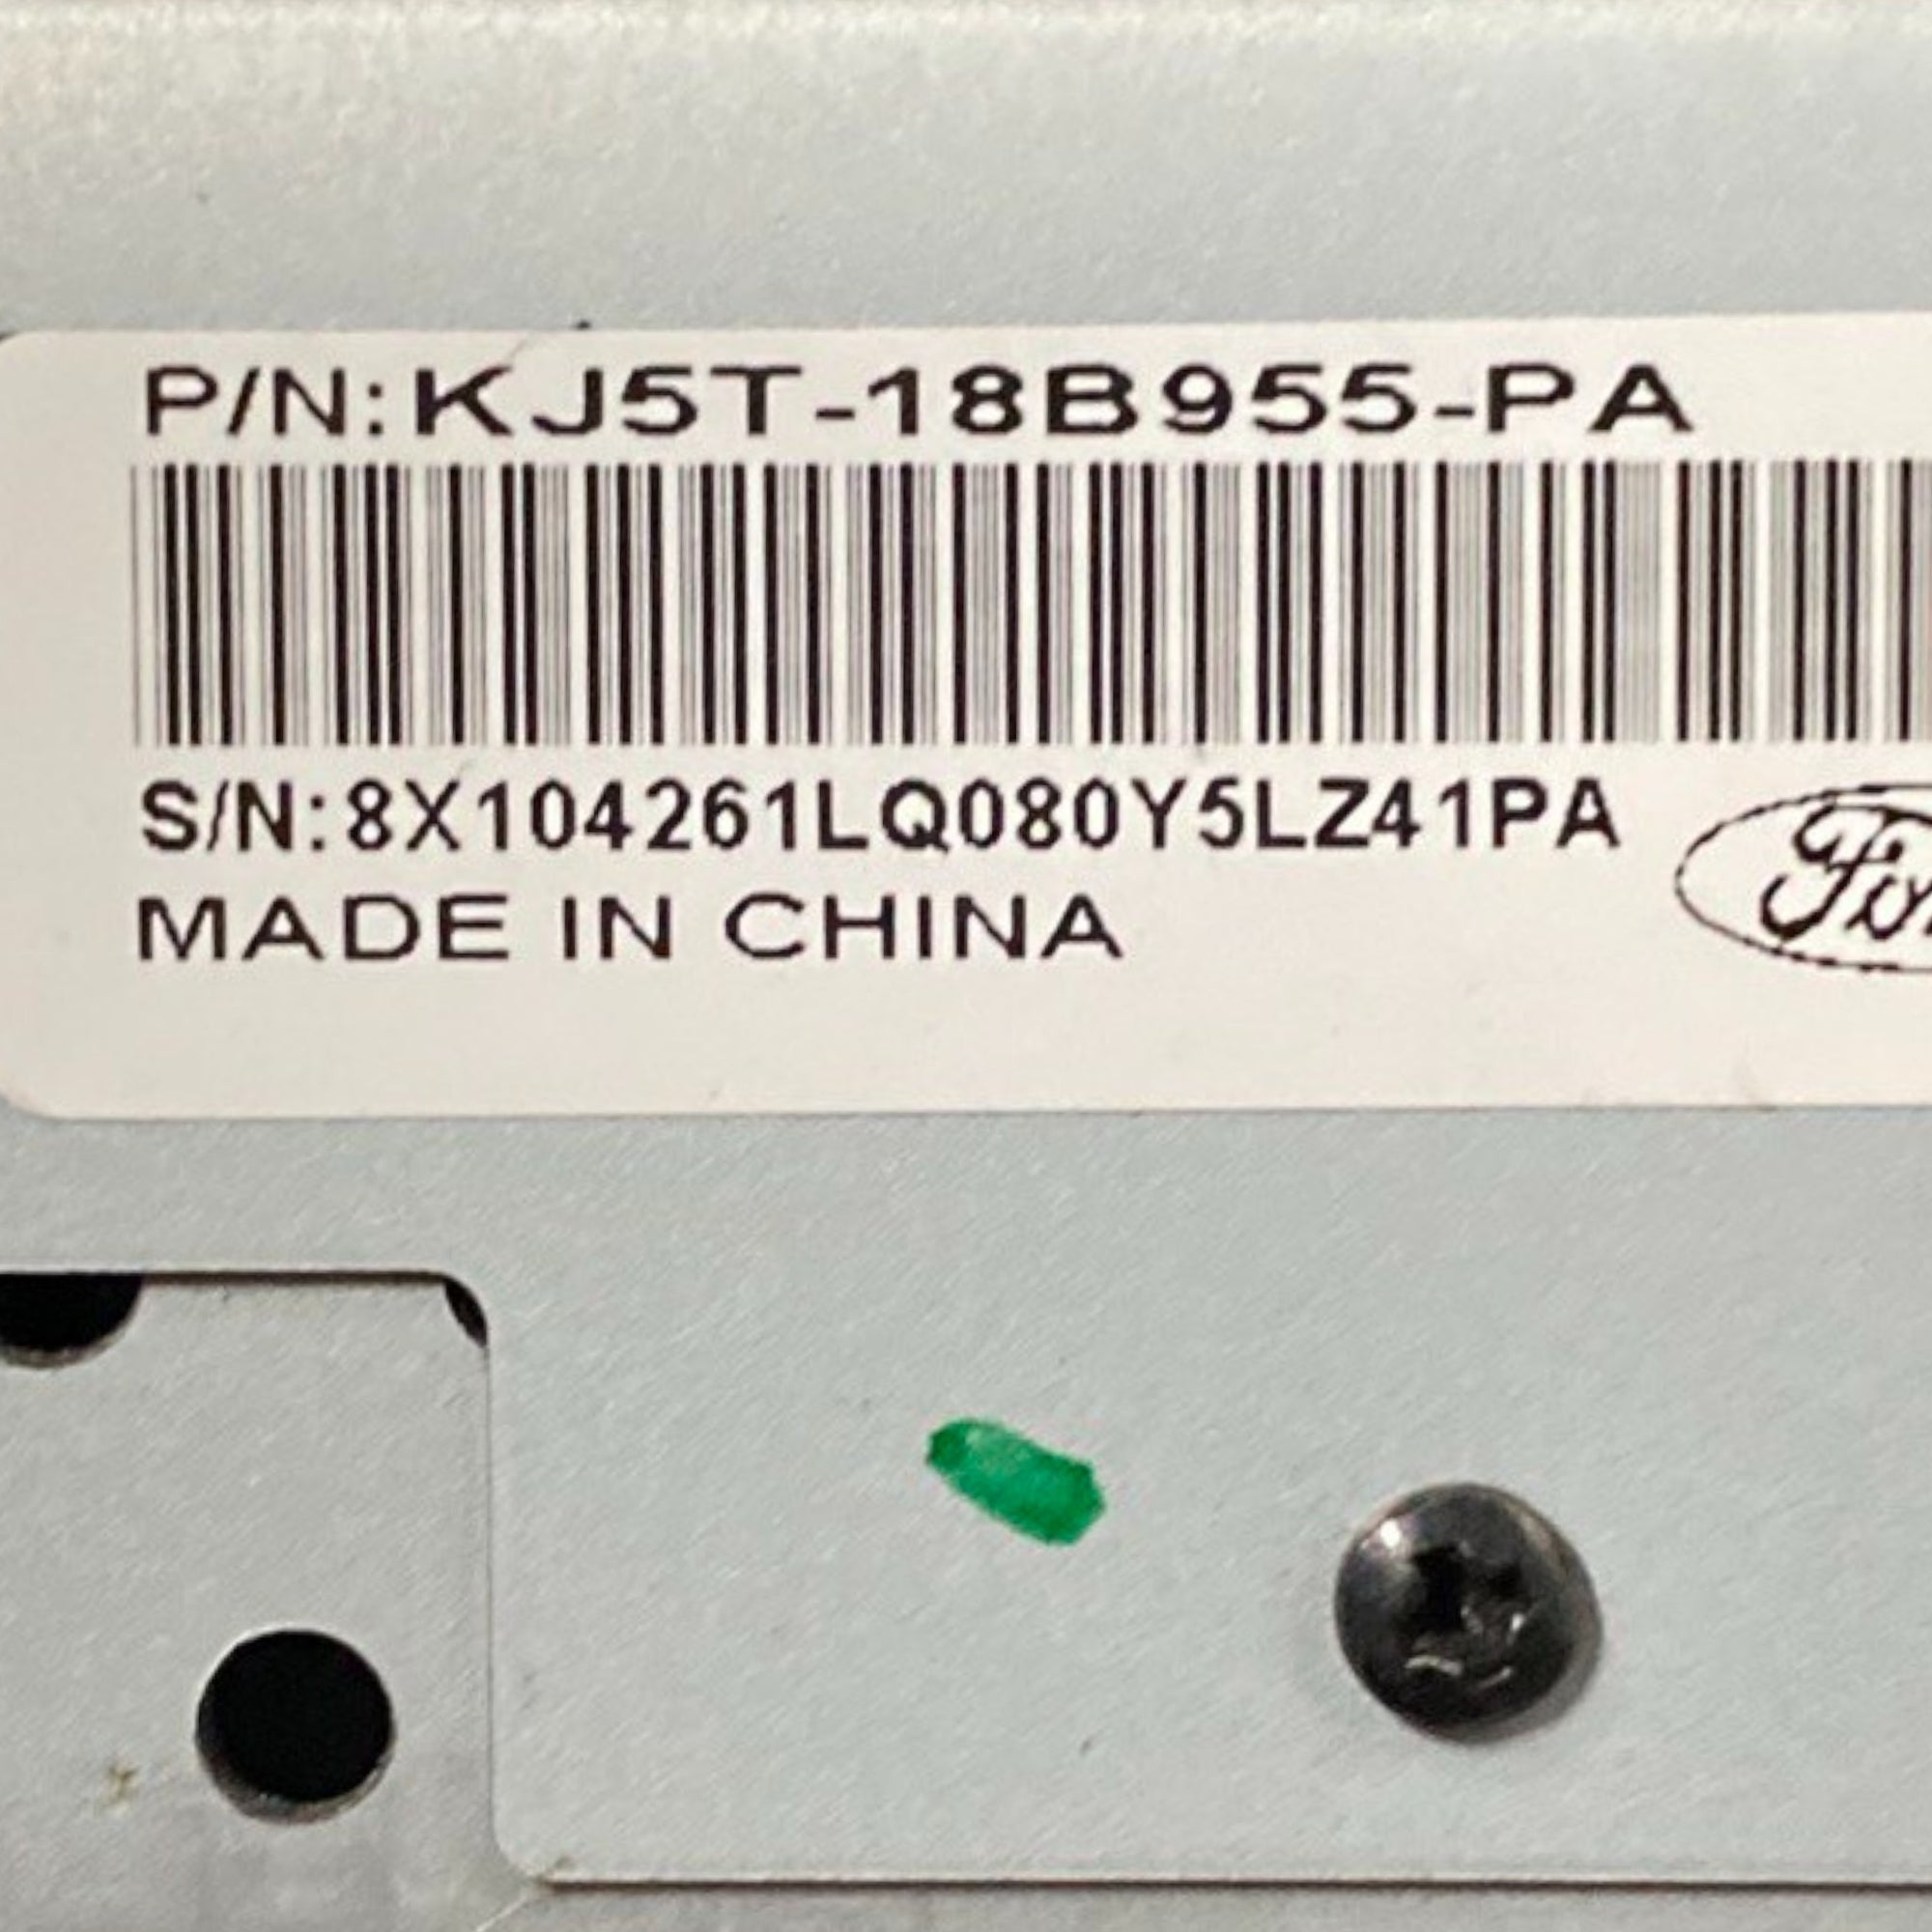 P/N:KJ5T-18B955-PA
S/N:8X104261LQ080Y5LZ41PA
MADE IN CHINA